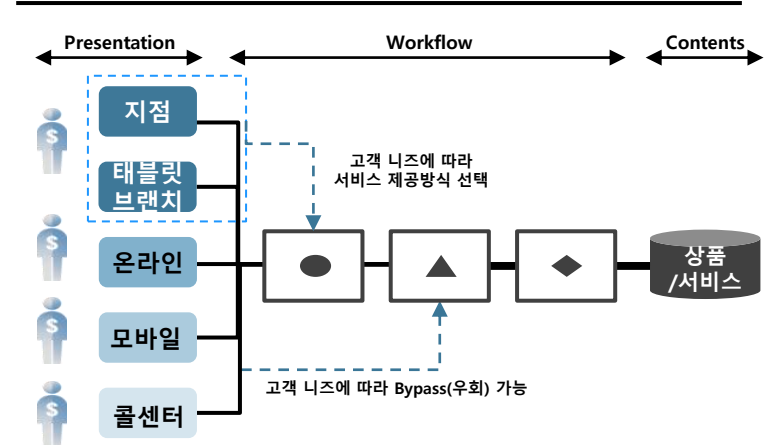 Presentation
Workflow
Contents
지점
태블릿
브랜치
온라인
모바일
콜센터
고객 니즈에 따라
서비스 제공방식 선택
고객 니즈에 따라 Bypass(우회) 가능
상품
/서비스
$
$
$
$